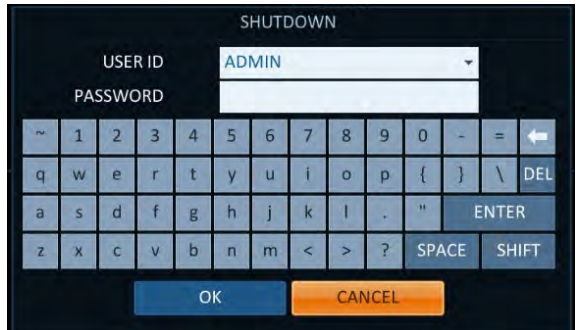 SHUTDOWN
USER ID ADMIN
PASSWORD
~ 1 2 3 4 5 6 7 8 9 0 - =
q w e r t y u i o p { } \ DEL
a s d f g h j k l . " ENTER
z x c v b n m < > ? SPACE SHIFT
OK CANCEL